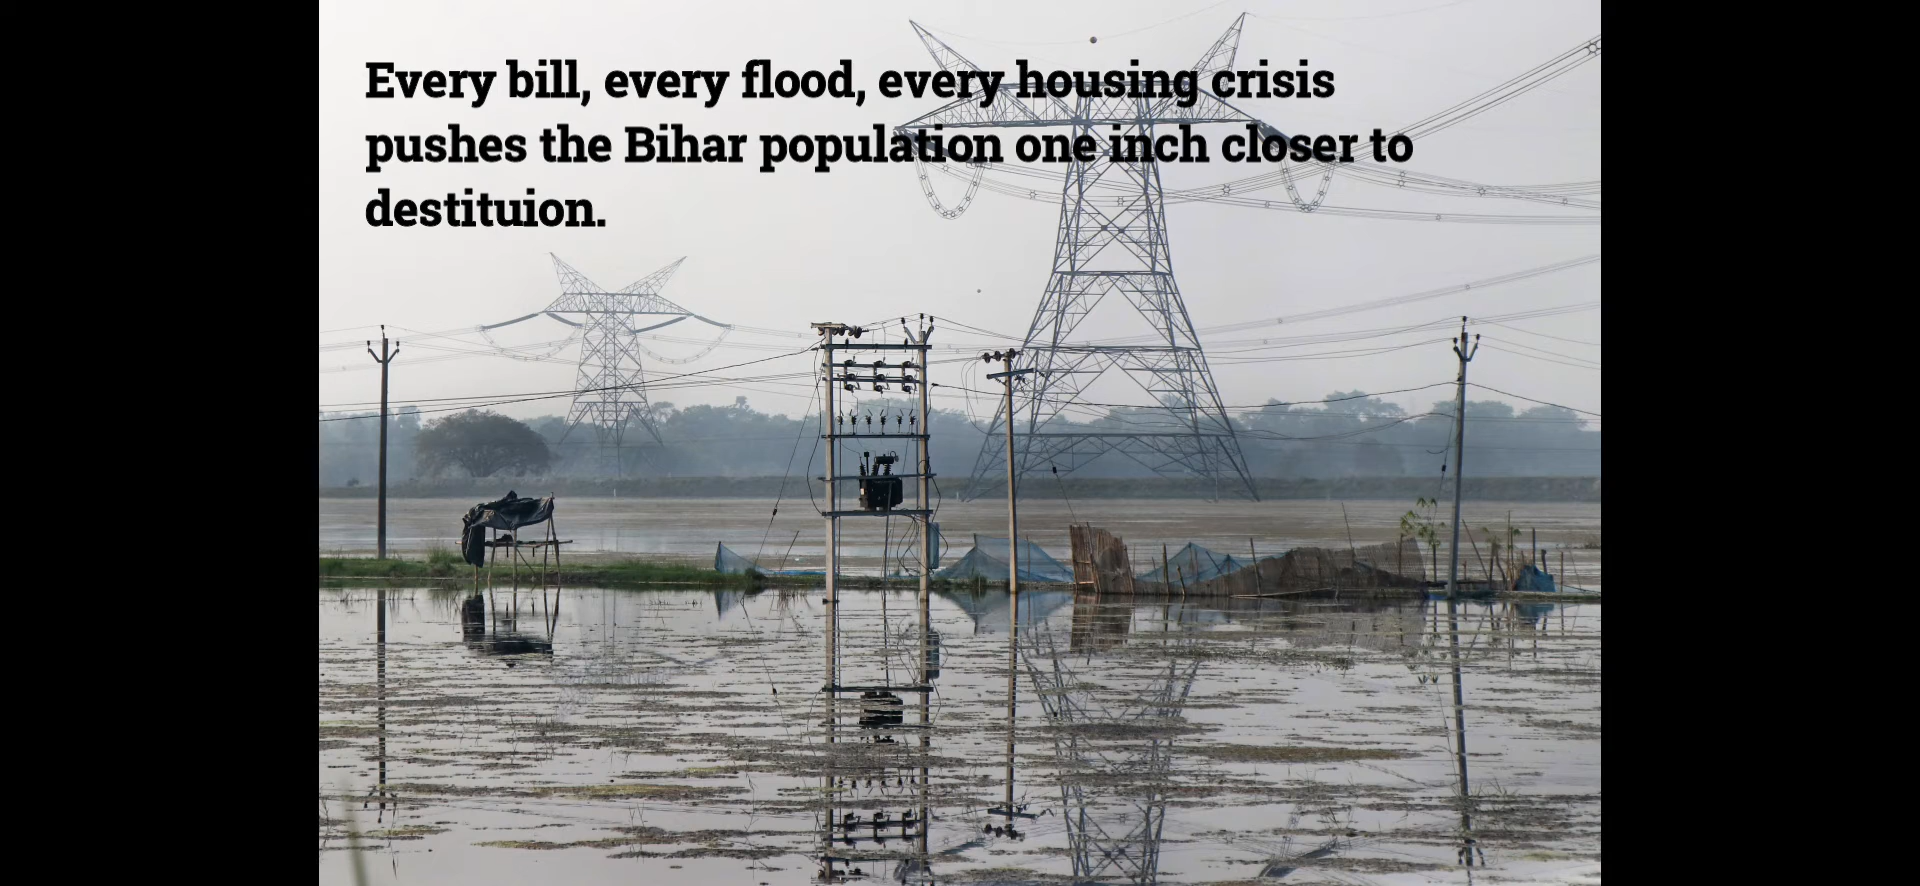 Every bill, every flood, every housing crisis
pushes the Bihar population one inch closer to
destituion.